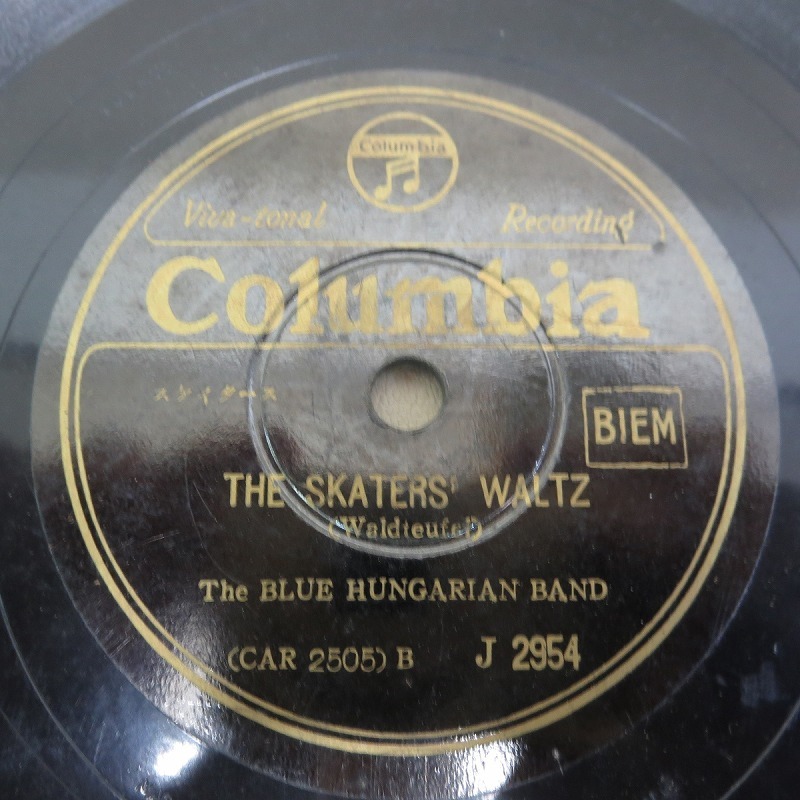 Columbia
Viva-tonal Recording
Columbia
スケイタース
BIEM
THE SKATERS' WALTZ
(Waldteufel)
The BLUE HUNGARIAN BAND
(CAR 2505) B J 2954